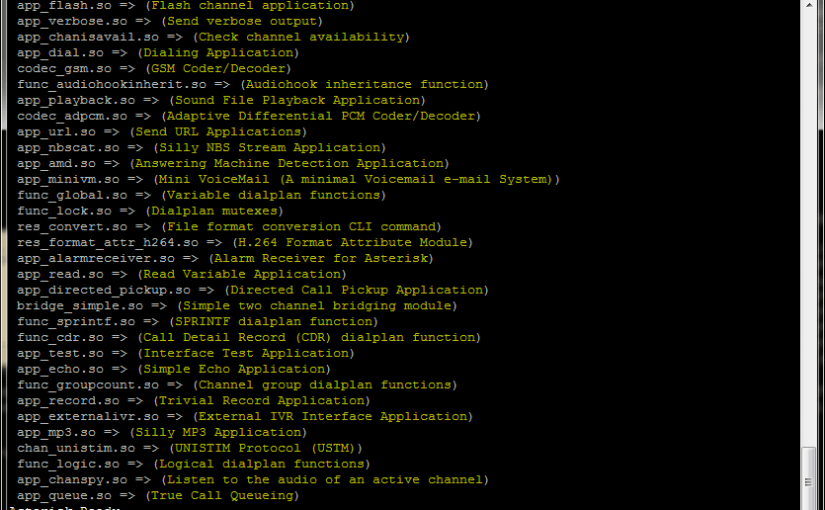 app_flash.so => (Flash channel application)
app_verbose.so => (Send verbose output)
app_chanisavail.so => (Check channel availability)
app_dial.so => (Dialing Application)
codec_gsm.so => (GSM Coder/Decoder)
func_audiohookinherit.so => (Audiohook inheritance function)
app_playback.so => (Sound File Playback Application)
codec_adpcm.so => (Adaptive Differential PCM Coder/Decoder)
app_url.so => (Send URL Applications)
app_nbscat.so => (Silly NBS Stream Application)
app_amd.so => (Answering Machine Detection Application)
app_minivm.so => (Mini VoiceMail (A minimal Voicemail e-mail System))
func_global.so => (Variable dialplan functions)
func_lock.so => (Dialplan mutexes)
res_convert.so => (File format conversion CLI command)
res_format_attr_h264.so => (H.264 Format Attribute Module)
app_alarmreceiver.so => (Alarm Receiver for Asterisk)
app_read.so => (Read Variable Application)
app_directed_pickup.so => (Directed Call Pickup Application)
bridge_simple.so => (Simple two channel bridging module)
func_sprintf.so => (SPRINTF dialplan function)
func_cdr.so => (Call Detail Record (CDR) dialplan function)
app_test.so => (Interface Test Application)
app_echo.so => (Simple Echo Application)
func_groupcount.so => (Channel group dialplan functions)
app_record.so => (Trivial Record Application)
app_externalivr.so => (External IVR Interface Application)
app_mp3.so => (Silly MP3 Application)
chan_unistim.so => (UNISTIM Protocol (USTM))
func_logic.so => (Logical dialplan functions)
app_chanspy.so => (Listen to the audio of an active channel)
app_queue.so => (True Call Queueing)
Asterisk Ready